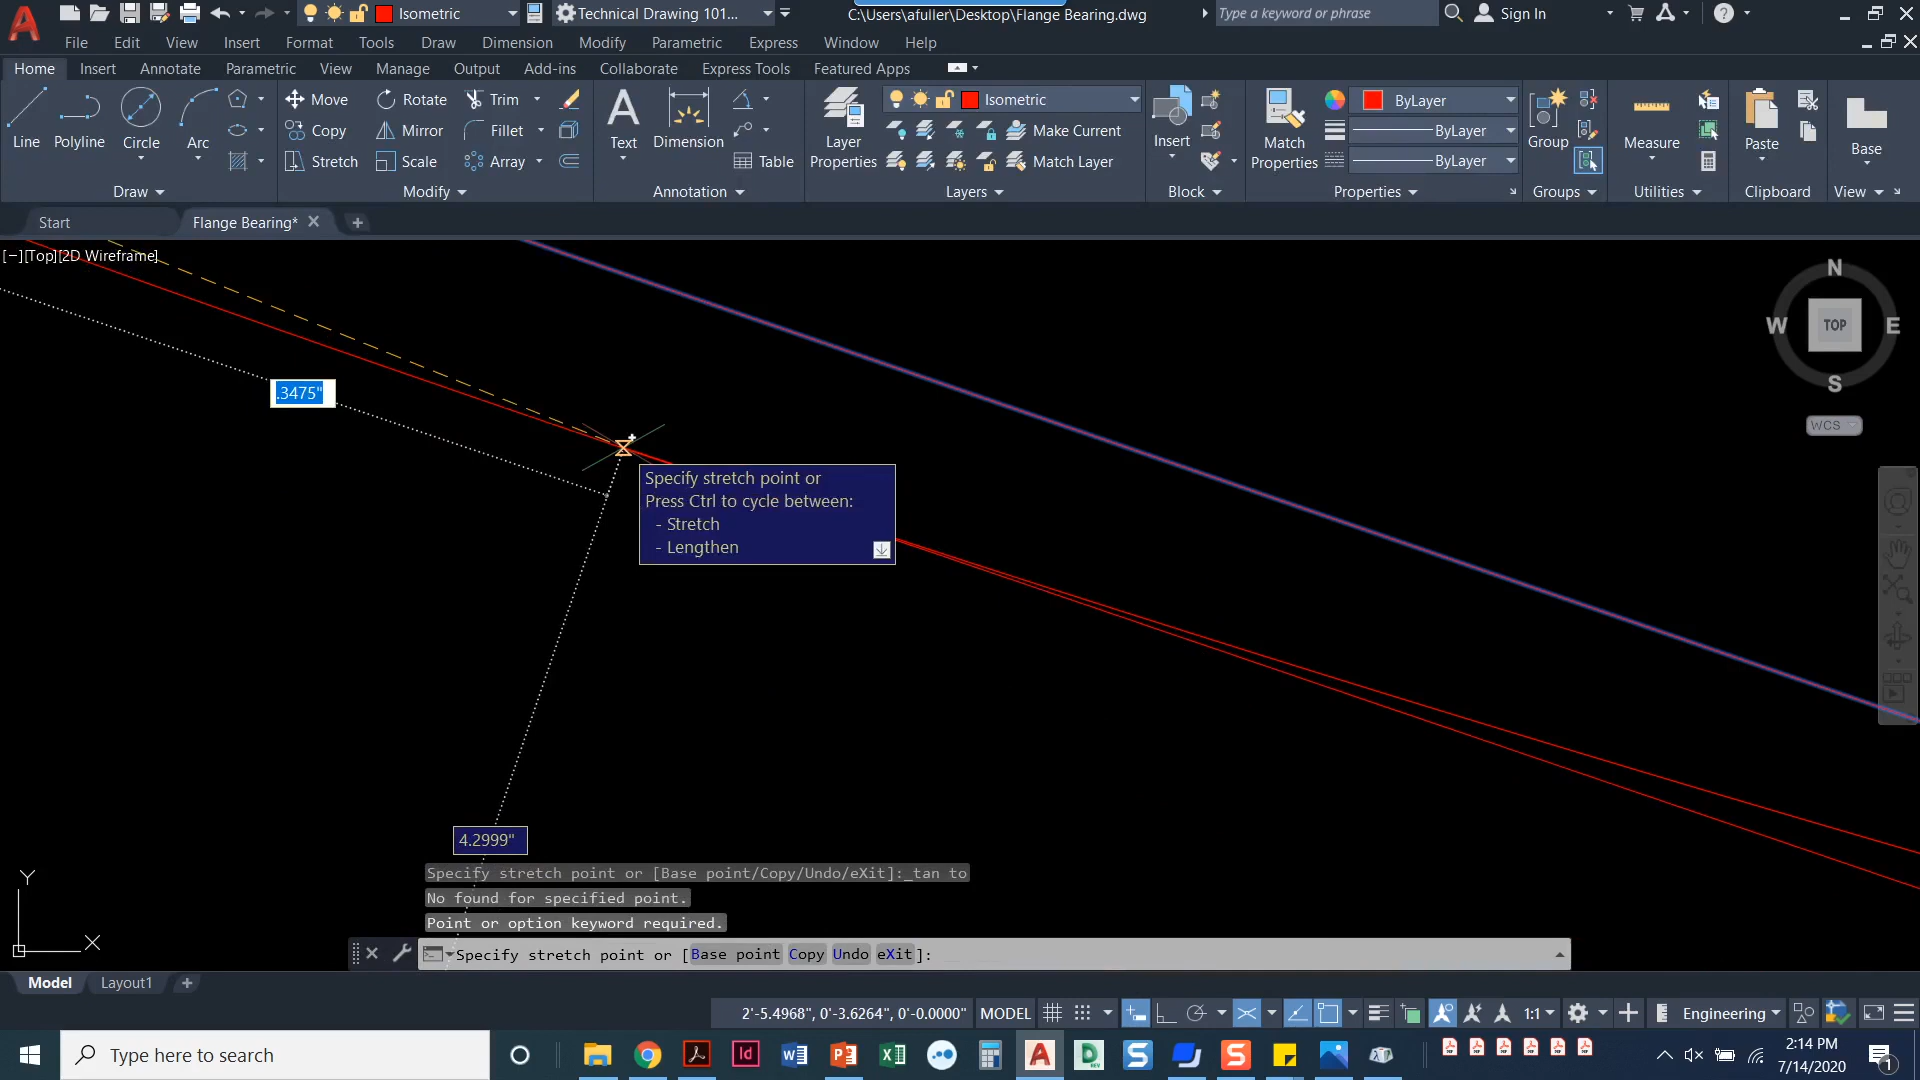 Isometric
Technical Drawing 101...
C:\Users\afuller\Desktop\Flange Bearing.dwg
Type a keyword or phrase
Sign In
File Edit View Insert Format Tools Draw Dimension Modify Parametric Express Window Help
Home Insert Annotate Parametric View Manage Output Add-ins Collaborate Express Tools Featured Apps
Line
Polyline
Circle
Arc
Draw
Move
Rotate
Trim
Copy
Mirror
Fillet
Stretch
Scale
Array
Modify
Text
Dimension
Table
Annotation
Layer
Properties
Isometric
Make Current
Match Layer
Layers
Insert
Block
Match
Properties
ByLayer
ByLayer
ByLayer
Properties
Group
Groups
Measure
Utilities
Paste
Clipboard
Base
View
Start
Flange Bearing*
[−][Top][2D Wireframe]
N
W
TOP
E
S
WCS
.3475"
Specify stretch point or
Press Ctrl to cycle between:
- Stretch
- Lengthen
4.2999"
Specify stretch point or [Base point/Copy/Undo/eXit]:_tan to
No found for specified point.
Point or option keyword required.
Specify stretch point or [Base point Copy Undo eXit]:
Y
X
Model
Layout1
2'-5.4968", 0'-3.6264", 0'-0.0000"
MODEL
1:1
Engineering
Type here to search
2:14 PM
7/14/2020
1